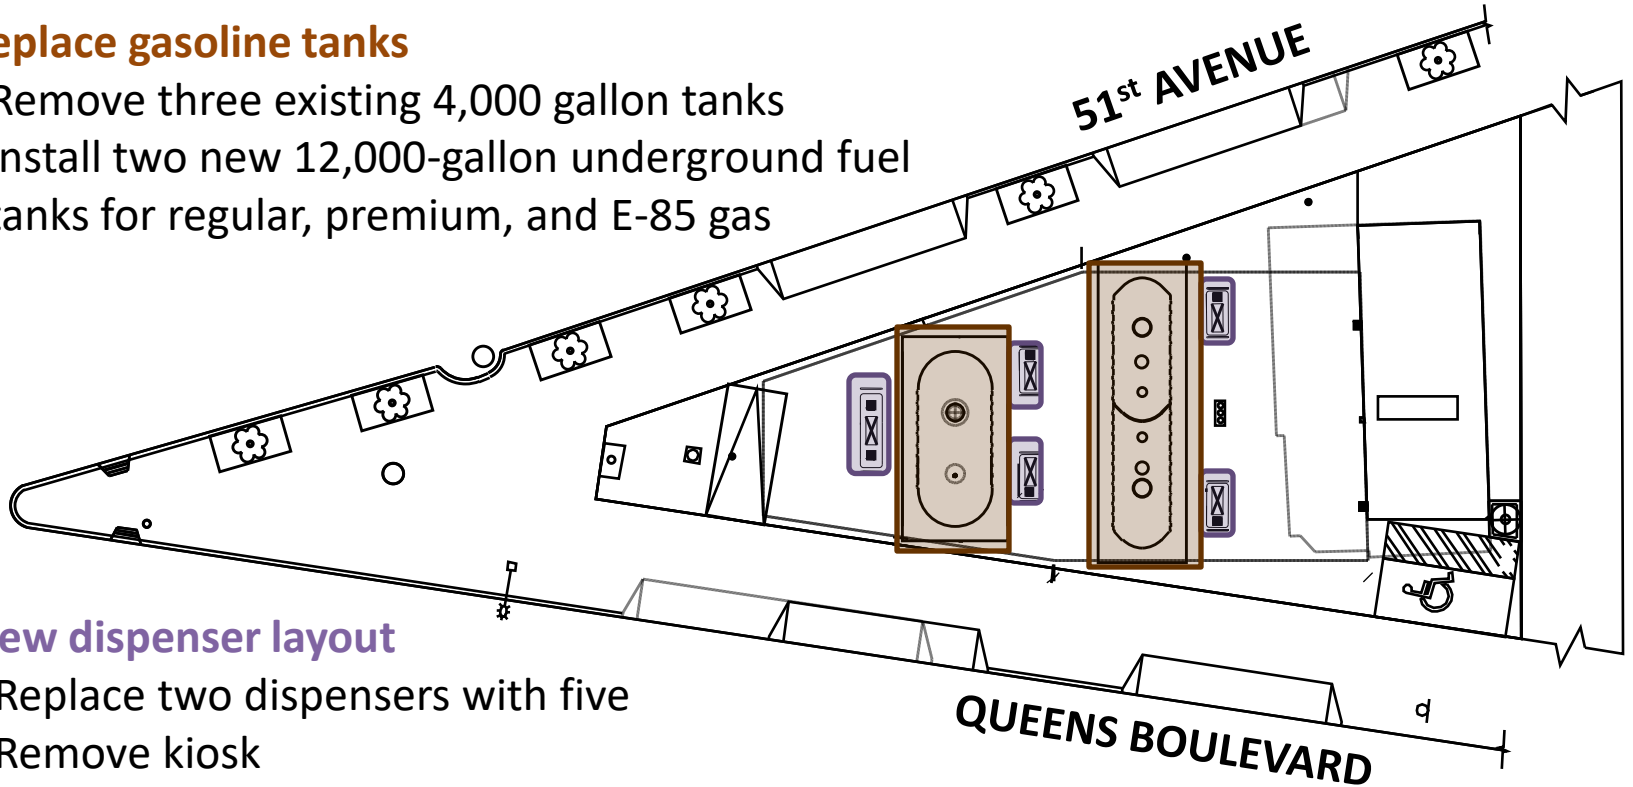 eplace gasoline tanks
Remove three existing 4,000 gallon tanks
nstall two new 12,000-gallon underground fuel
tanks for regular, premium, and E-85 gas
51st AVENUE
ew dispenser layout
Replace two dispensers with five
Remove kiosk
QUEENS BOULEVARD
d